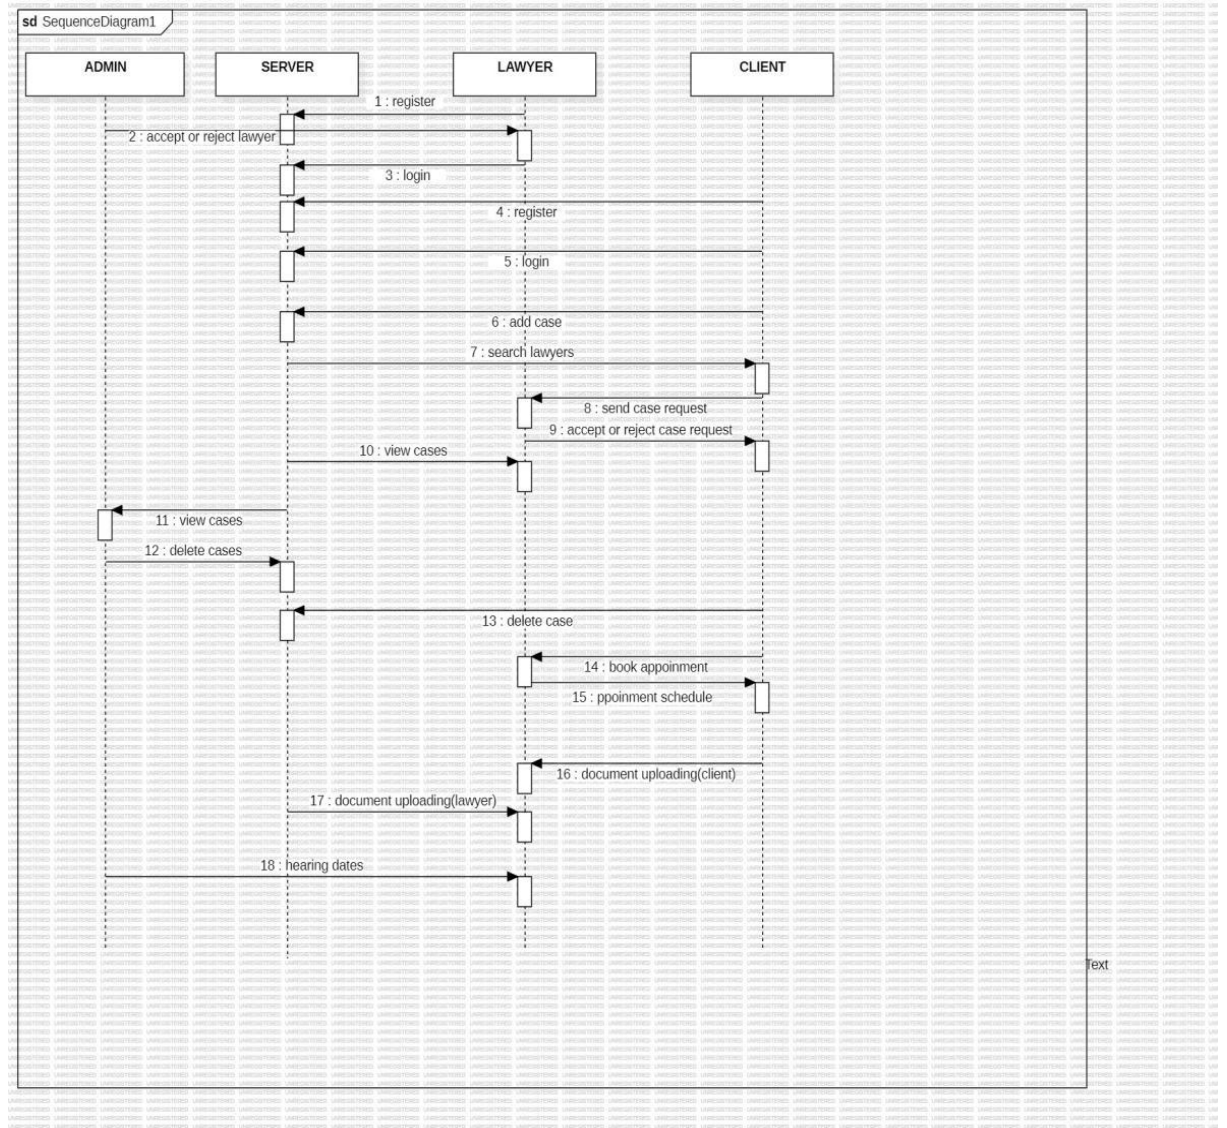 sd SequenceDiagram1
ADMIN
SERVER
LAWYER
CLIENT
1 : register
2 : accept or reject lawyer
3 : login
4 : register
5 : login
6 : add case
7 : search lawyers
8 : send case request
9 : accept or reject case request
10 : view cases
11 : view cases
12 : delete cases
13 : delete case
14 : book appoinment
15 : ppoinment schedule
16 : document uploading(client)
17 : document uploading(lawyer)
18 : hearing dates
Text